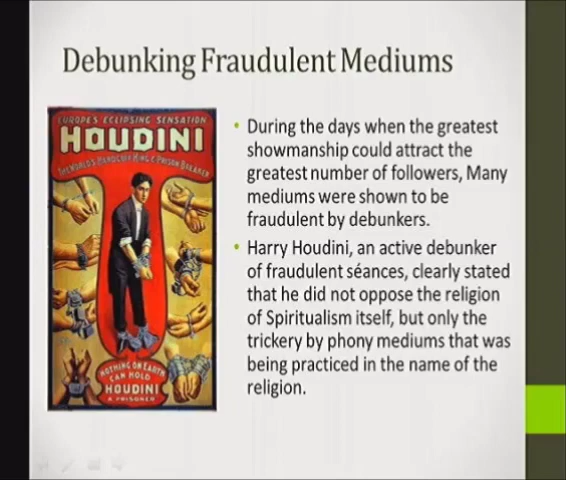 Debunking Fraudulent Mediums
EUROPE'S ECLIPSING SENSATION
HOUDINI
THE WORLD'S HANDCUFF KING & PRISON BREAKER
NOTHING ON EARTH
CAN HOLD
HOUDINI
A PRISONER
• During the days when the greatest
showmanship could attract the
greatest number of followers, Many
mediums were shown to be
fraudulent by debunkers.
• Harry Houdini, an active debunker
of fraudulent séances, clearly stated
that he did not oppose the religion
of Spiritualism itself, but only the
trickery by phony mediums that was
being practiced in the name of the
religion.